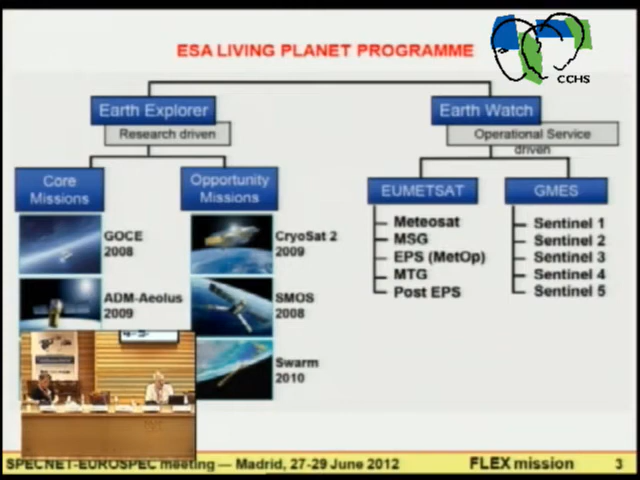 ESA LIVING PLANET PROGRAMME
CCHS
Earth Explorer
Research driven
Earth Watch
Operational Service
driven
Core
Missions
Opportunity
Missions
EUMETSAT
GMES
GOCE
2008
CryoSat 2
2009
ADM-Aeolus
2009
SMOS
2008
Swarm
2010
Meteosat
MSG
EPS (MetOp)
MTG
Post EPS
Sentinel 1
Sentinel 2
Sentinel 3
Sentinel 4
Sentinel 5
SPECNET-EUROSPEC meeting — Madrid, 27-29 June 2012
FLEX mission
3